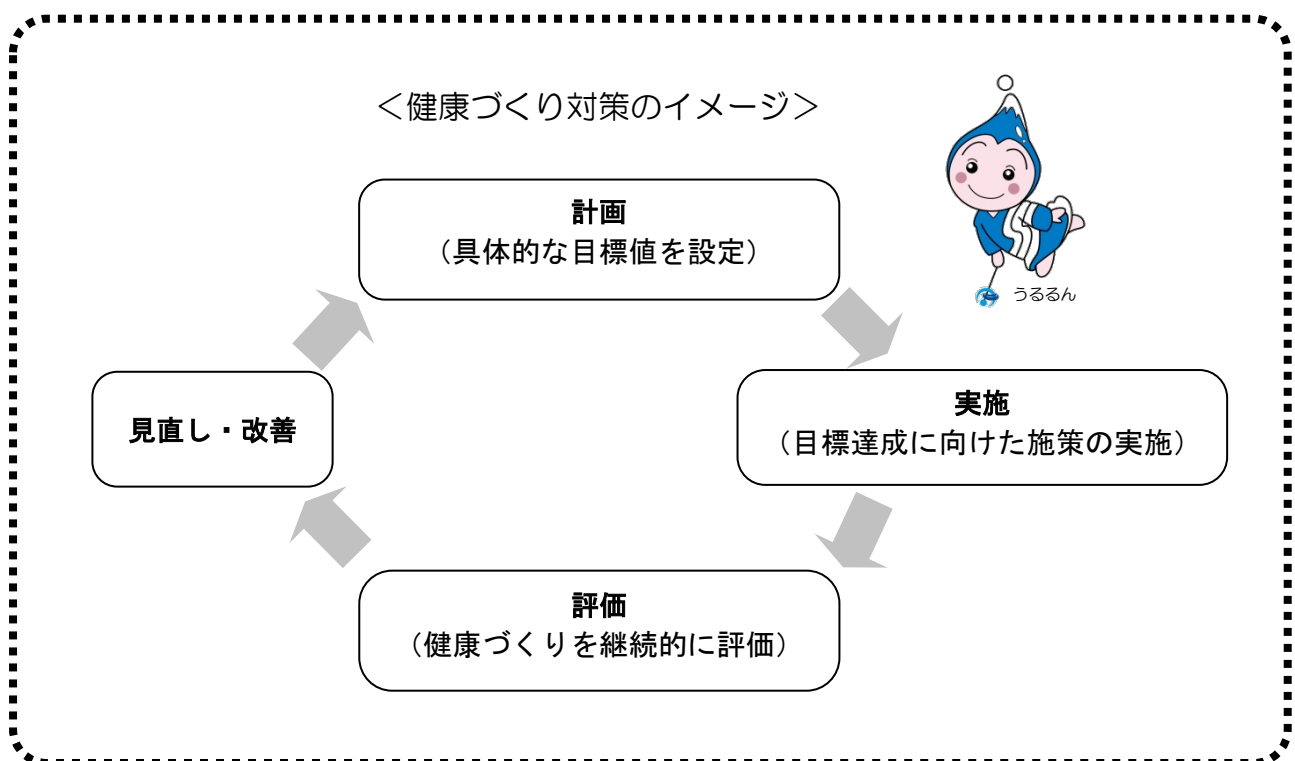 ＜健康づくり対策のイメージ＞
計画
（具体的な目標値を設定）
うるるん
実施
（目標達成に向けた施策の実施）
見直し・改善
評価
（健康づくりを継続的に評価）